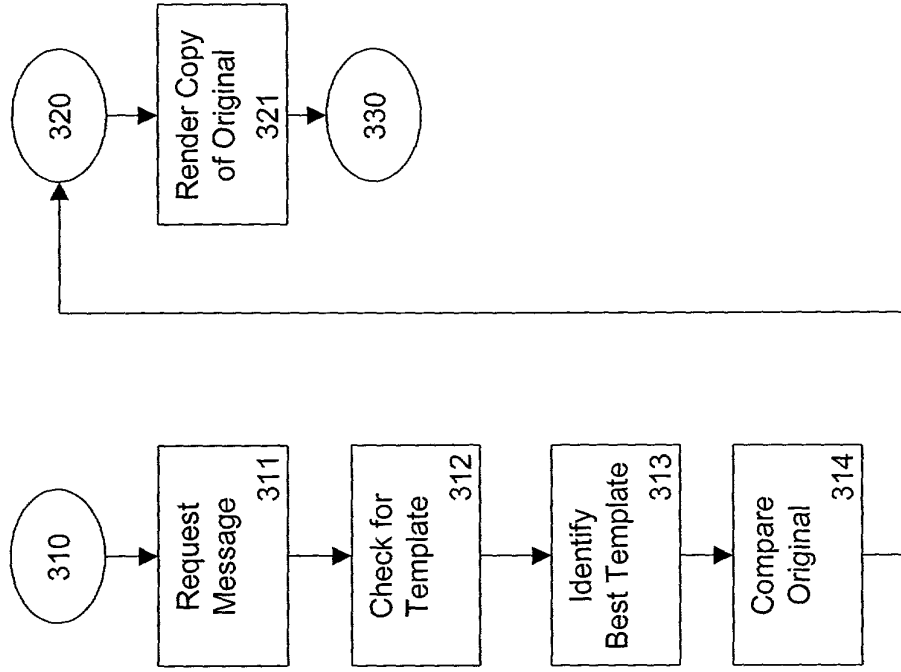 310
Request
Message
311
Check for
Template
312
Identify
Best Template
313
Compare
Original
314
320
Render Copy
of Original
321
330